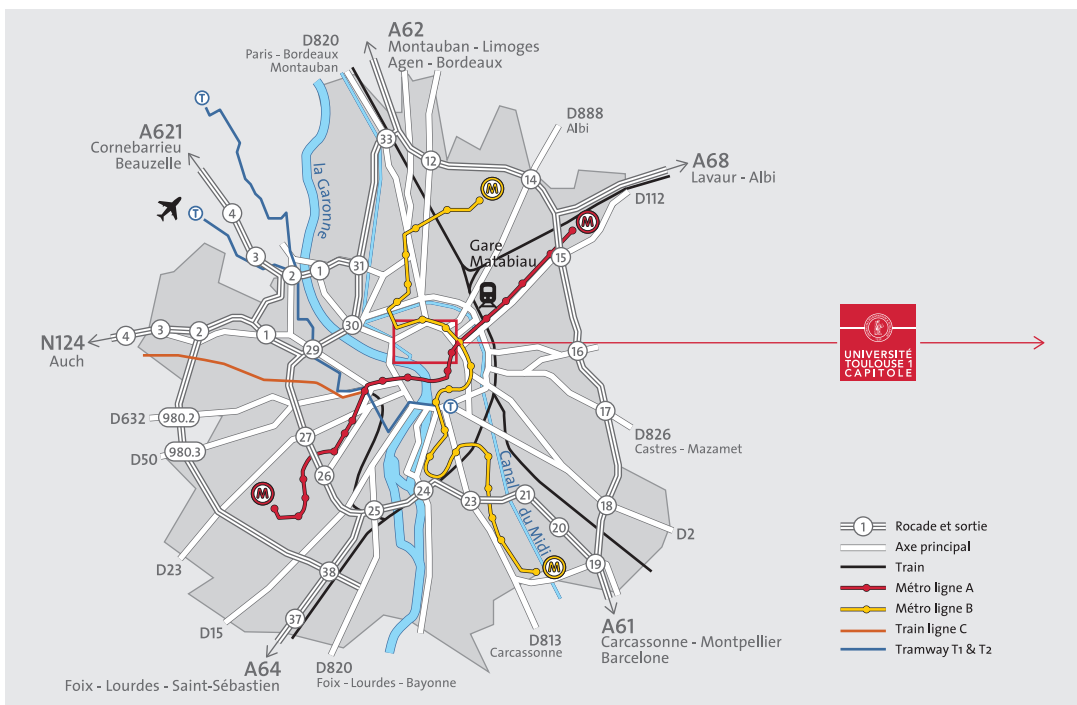 D820
Paris - Bordeaux
Montauban
A62
Montauban - Limoges
Agen - Bordeaux
T
A621
Cornebarrieu
Beauzelle
D888
Albi
A68
Lavaur - Albi
D112
33
12
14
la Garonne
M
T
4
M
Gare
Matabiau
3
2
1
31
15
N124
Auch
4
3
2
1
30
29
16
UNIVERSITÉ
TOULOUSE 1
CAPITOLE
D632
980.2
T
17
D826
Castres - Mazamet
D50
980.3
27
26
M
25
24
23
21
20
18
Canal du Midi
D2
M
19
D23
38
37
D15
A64
Foix - Lourdes - Saint-Sébastien
D820
Foix - Lourdes - Bayonne
D813
Carcassonne
A61
Carcassonne - Montpellier
Barcelone
1 Rocade et sortie
Axe principal
Train
Métro ligne A
Métro ligne B
Train ligne C
Tramway T1 & T2